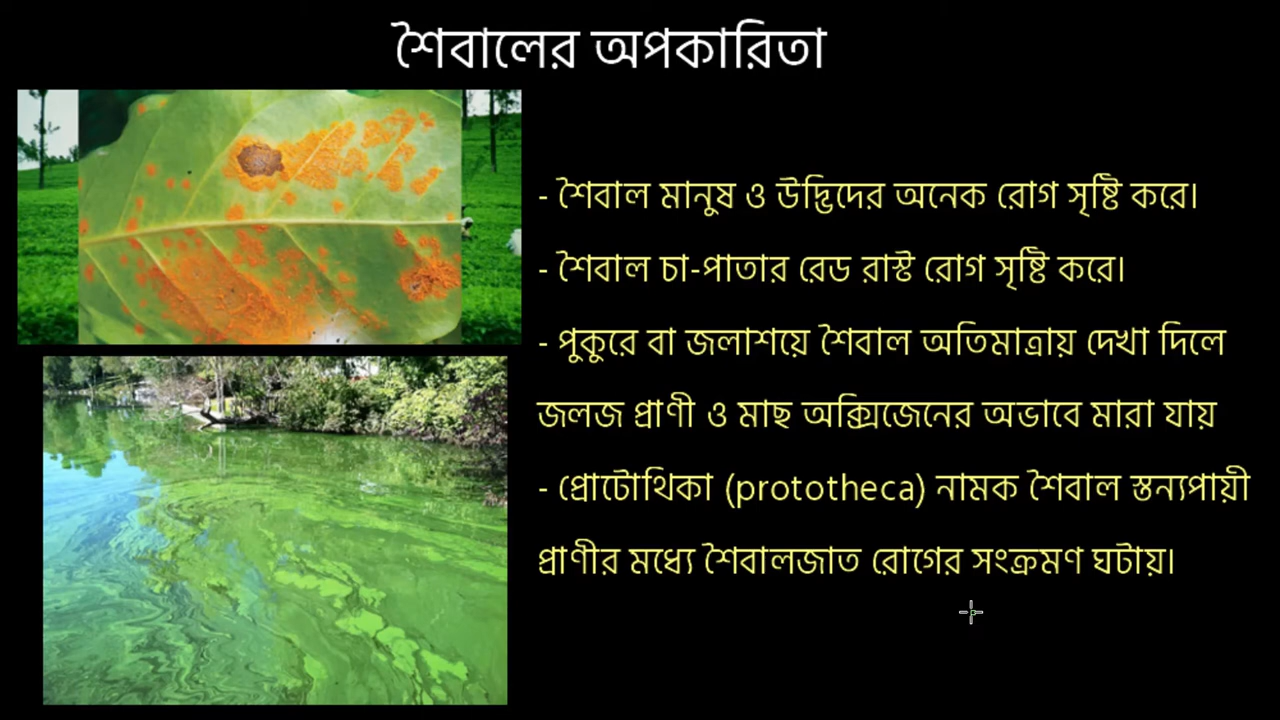 শৈবালের অপকারিতা
- শৈবাল মানুষ ও উদ্ভিদের অনেক রোগ সৃষ্টি করে।
- শৈবাল চা-পাতার রেড রাস্ট রোগ সৃষ্টি করে।
- পুকুরে বা জলাশয়ে শৈবাল অতিমাত্রায় দেখা দিলে
জলজ প্রাণী ও মাছ অক্সিজেনের অভাবে মারা যায়
- প্রোটোথিকা (prototheca) নামক শৈবাল স্তন্যপায়ী
প্রাণীর মধ্যে শৈবালজাত রোগের সংক্রমণ ঘটায়।